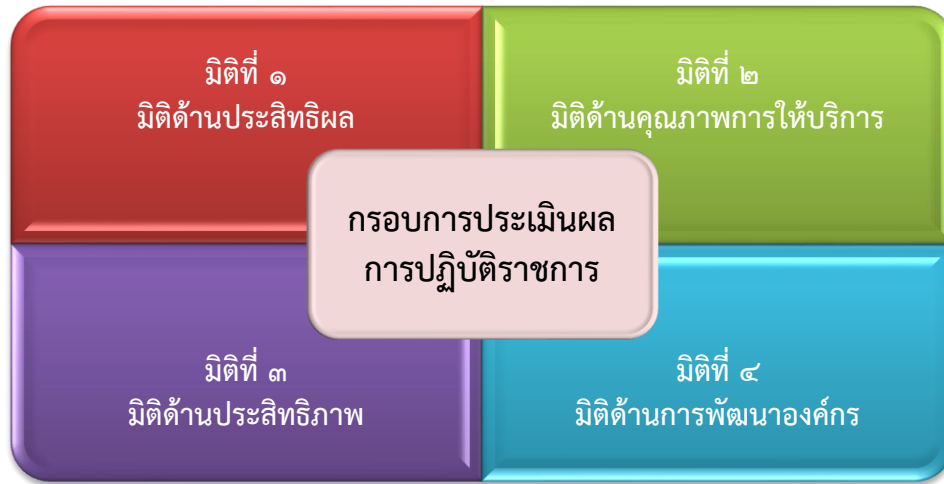 มิติที่ ๑
มิติด้านประสิทธิผล
มิติที่ ๒
มิติด้านคุณภาพการให้บริการ
กรอบการประเมินผล
การปฏิบัติราชการ
มิติที่ ๓
มิติด้านประสิทธิภาพ
มิติที่ ๔
มิติด้านการพัฒนาองค์กร